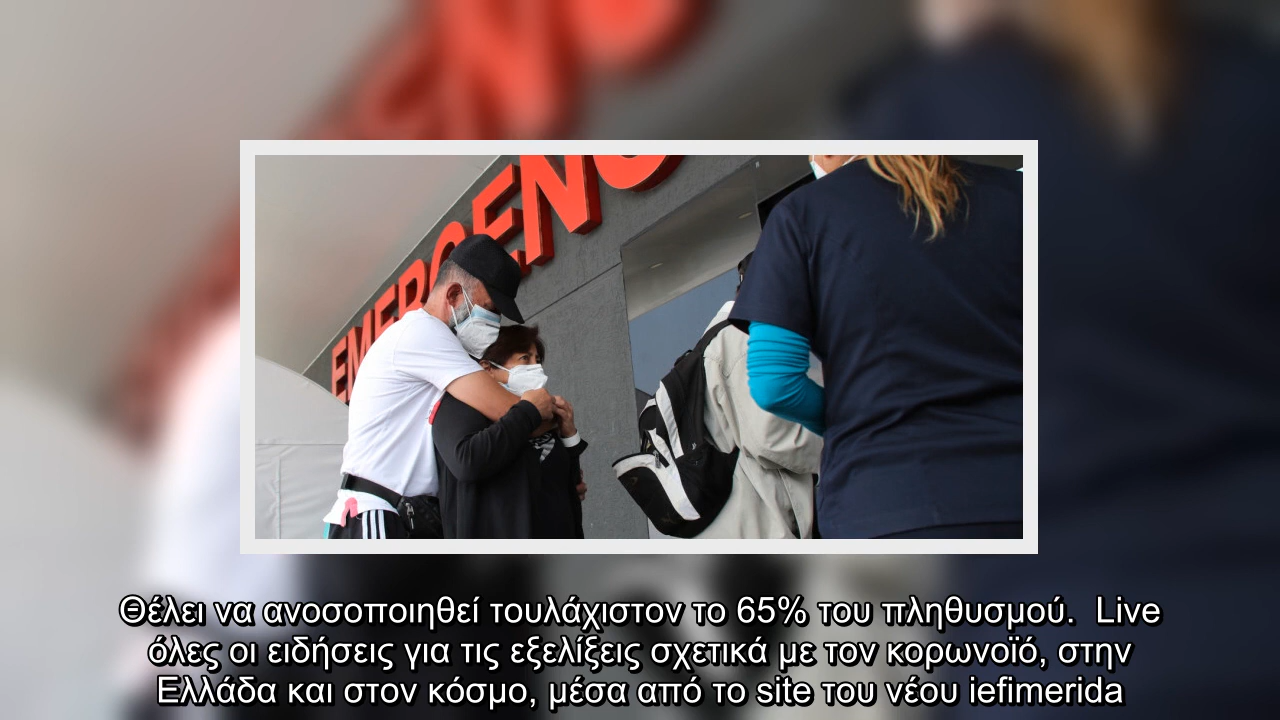 EMERGENC
Θέλει να ανοσοποιηθεί τουλάχιστον το 65% του πληθυσμού. Live
όλες οι ειδήσεις για τις εξελίξεις σχετικά με τον κορωνοϊό, στην
Ελλάδα και στον κόσμο, μέσα από το site του νέου iefimerida